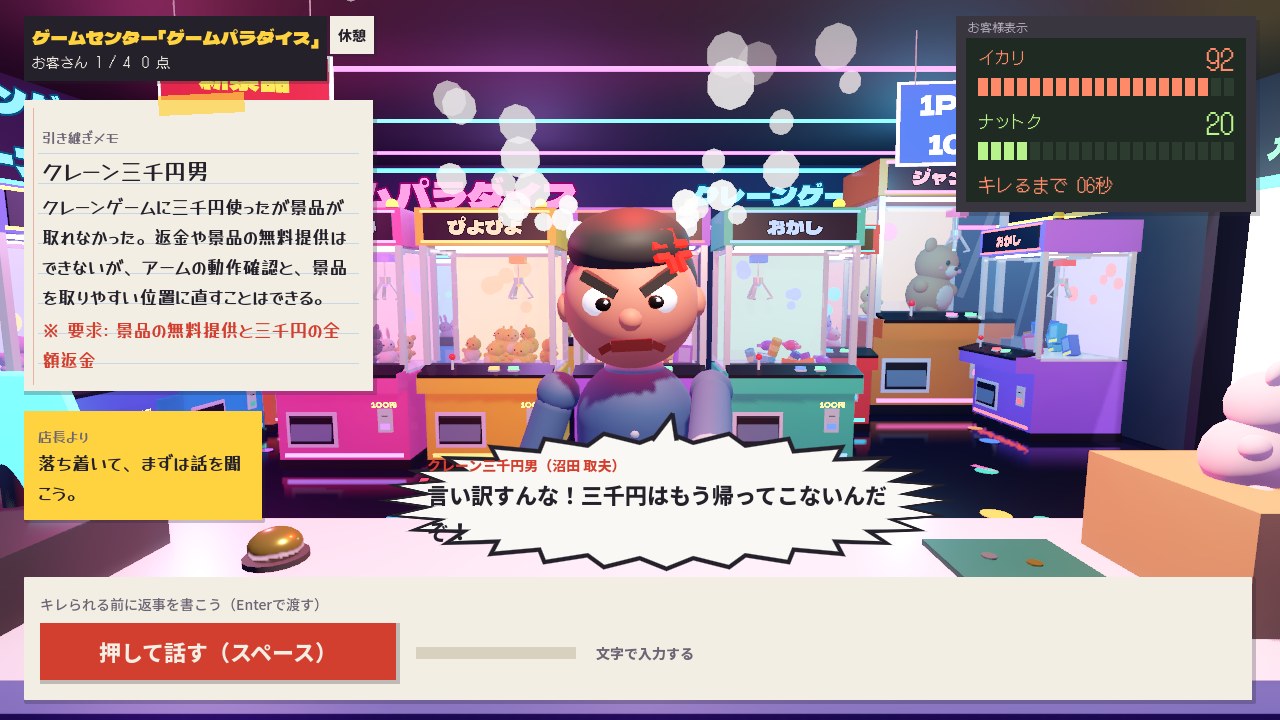 ゲームセンター「ゲームパラダイス」
お客さん 1 / 4 0 点
休憩
お客様表示
イカリ 92
ナットク 20
キレるまで 06秒
引き継ぎメモ
クレーン三千円男
クレーンゲームに三千円使ったが景品が
取れなかった。返金や景品の無料提供は
できないが、アームの動作確認と、景品
を取りやすい位置に直すことはできる。
※ 要求: 景品の無料提供と三千円の全
額返金
店長より
落ち着いて、まずは話を聞
こう。
ムパラダイス
クレーンゲー
ぴよぴよ
おかし
おかし
ジャン
1P
10
100円
100円
クレーン三千円男（沼田 取夫）
言い訳すんな！三千円はもう帰ってこないんだ
ぞ！
キレられる前に返事を書こう（Enterで渡す）
押して話す（スペース）
文字で入力する